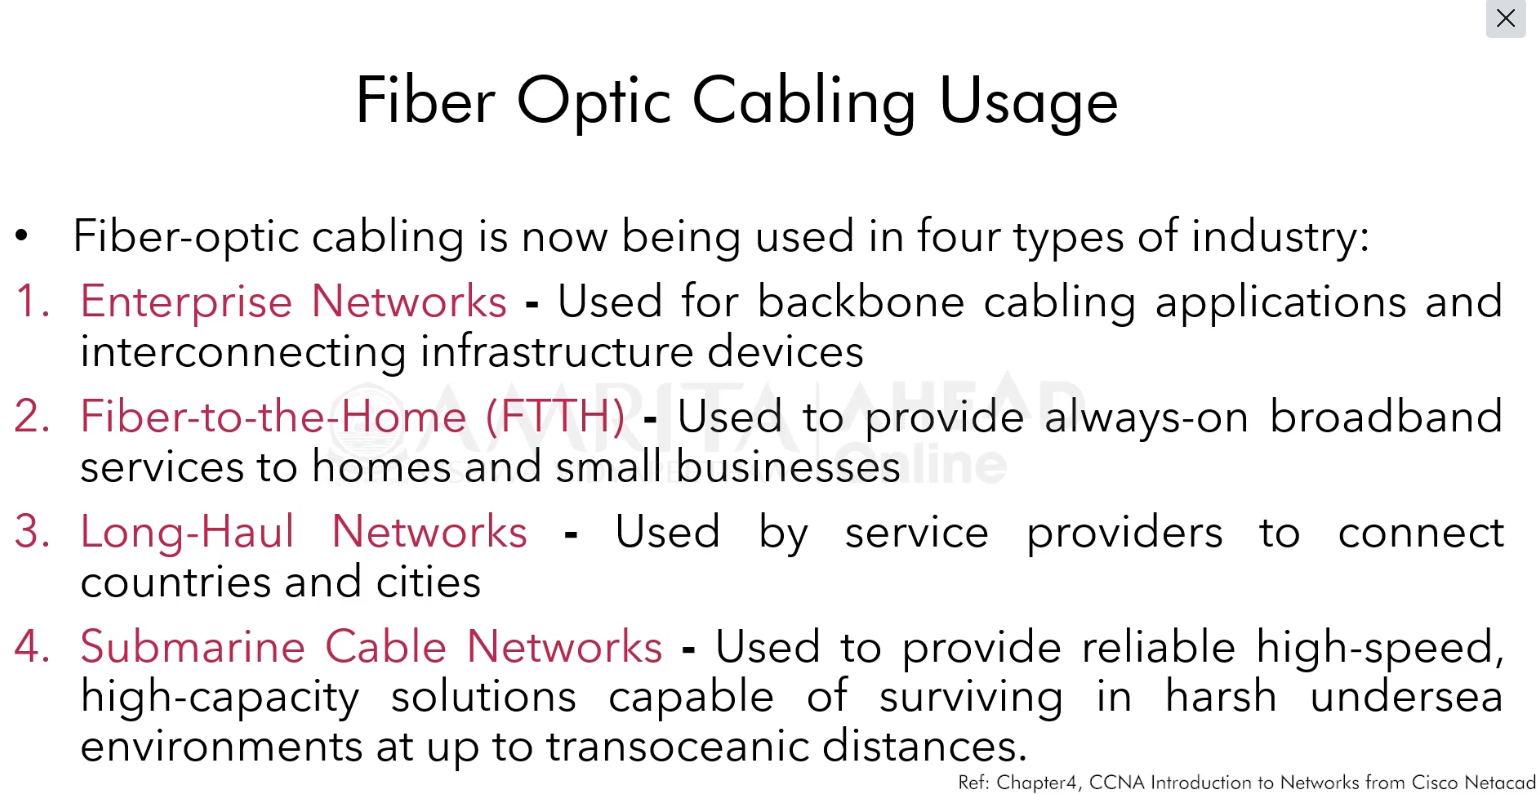 Fiber Optic Cabling Usage
• Fiber-optic cabling is now being used in four types of industry:
1. Enterprise Networks - Used for backbone cabling applications and
interconnecting infrastructure devices
2. Fiber-to-the-Home (FTTH) - Used to provide always-on broadband
services to homes and small businesses
3. Long-Haul Networks - Used by service providers to connect
countries and cities
4. Submarine Cable Networks - Used to provide reliable high-speed,
high-capacity solutions capable of surviving in harsh undersea
environments at up to transoceanic distances.
Ref: Chapter4, CCNA Introduction to Networks from Cisco Netacad
AMRITA AHEAD
Online